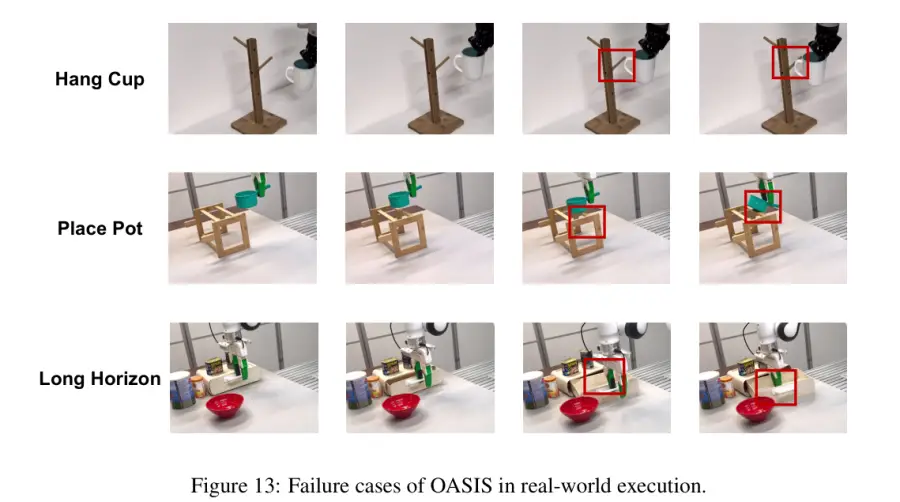 Hang Cup
Place Pot
Long Horizon
Figure 13: Failure cases of OASIS in real-world execution.